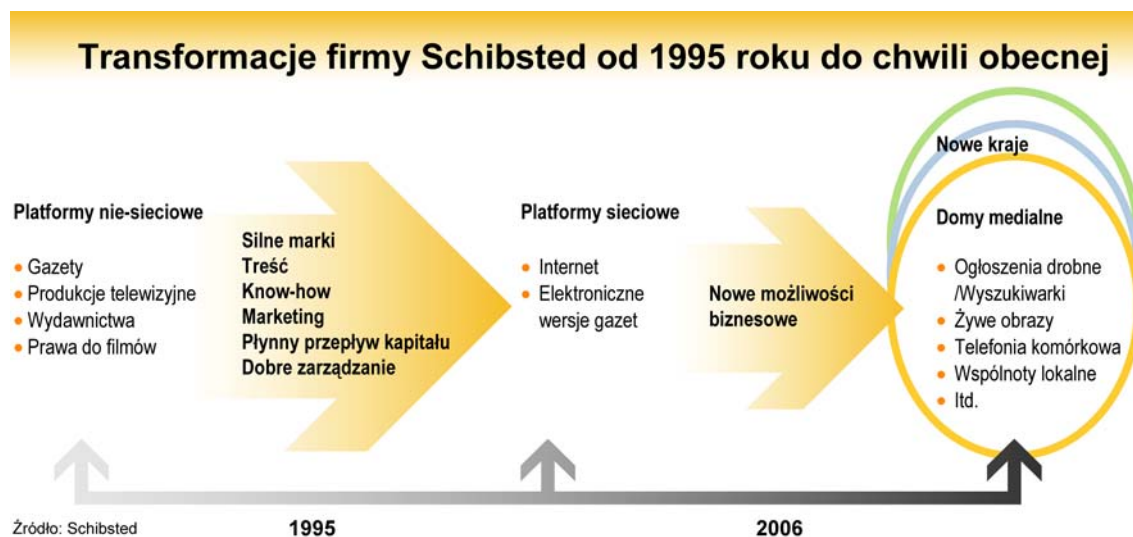 Transformacje firmy Schibsted od 1995 roku do chwili obecnej
Platformy nie-sieciowe
• Gazety
• Produkcje telewizyjne
• Wydawnictwa
• Prawa do filmów
Silne marki
Treść
Know-how
Marketing
Płynny przepływ kapitału
Dobre zarządzanie
Platformy sieciowe
• Internet
• Elektroniczne
wersje gazet
Nowe możliwości
biznesowe
Nowe kraje
Domy medialne
• Ogłoszenia drobne
/Wyszukiwarki
• Żywe obrazy
• Telefonia komórkowa
• Wspólnoty lokalne
• Itd.
Źródło: Schibsted
1995
2006